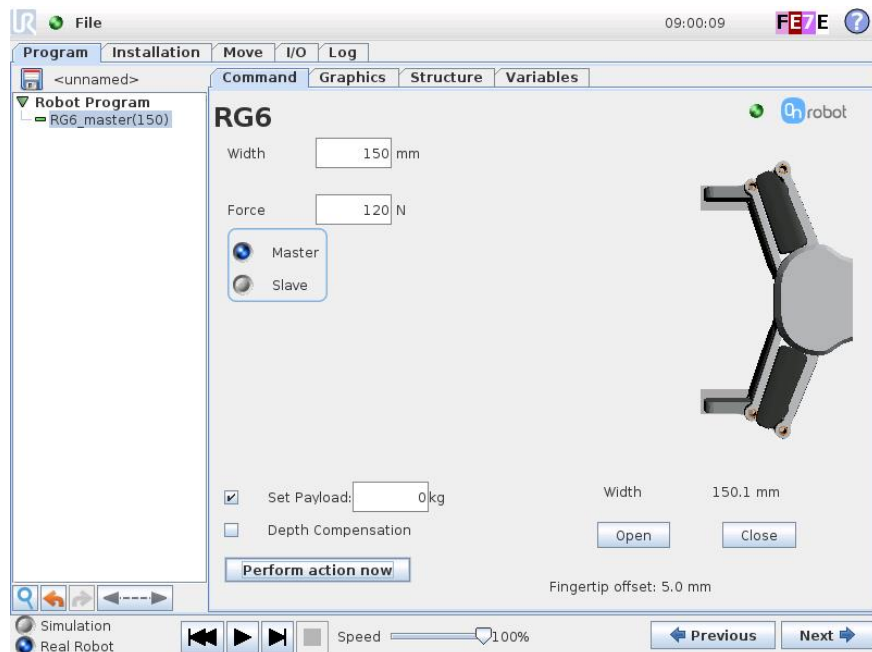 UR File 09:00:09 FE7E ?
Program Installation Move I/O Log
<unnamed> Command Graphics Structure Variables
Robot Program
RG6_master(150)
RG6
On robot
Width 150 mm
Force 120 N
Master
Slave
Set Payload: 0 kg
Depth Compensation
Perform action now
Width 150.1 mm
Open Close
Fingertip offset: 5.0 mm
Simulation
Real Robot
Speed 100%
Previous Next